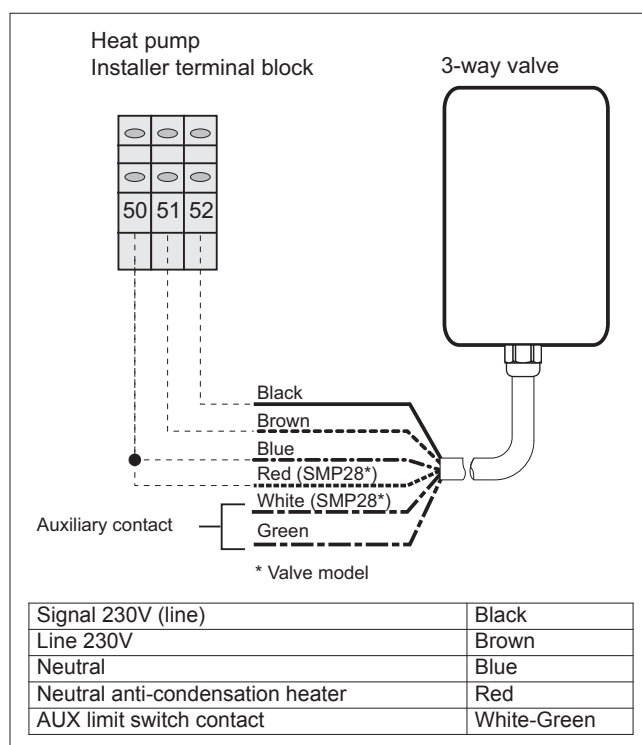 Heat pump
Installer terminal block
3-way valve
50 51 52
Black
Brown
Blue
Red (SMP28*)
White (SMP28*)
Auxiliary contact
Green
* Valve model
Signal 230V (line) Black
Line 230V Brown
Neutral Blue
Neutral anti-condensation heater Red
AUX limit switch contact White-Green